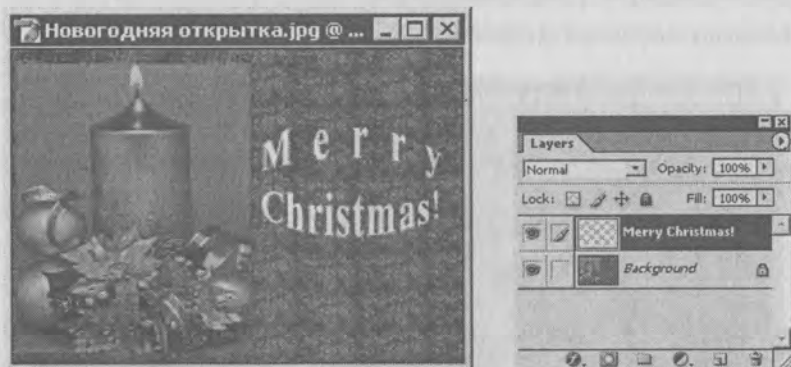 Новогодняя открытка.jpg @ ...
Merry
Christmas!
Layers
Normal Opacity: 100%
Lock: Fill: 100%
Merry Christmas!
Background